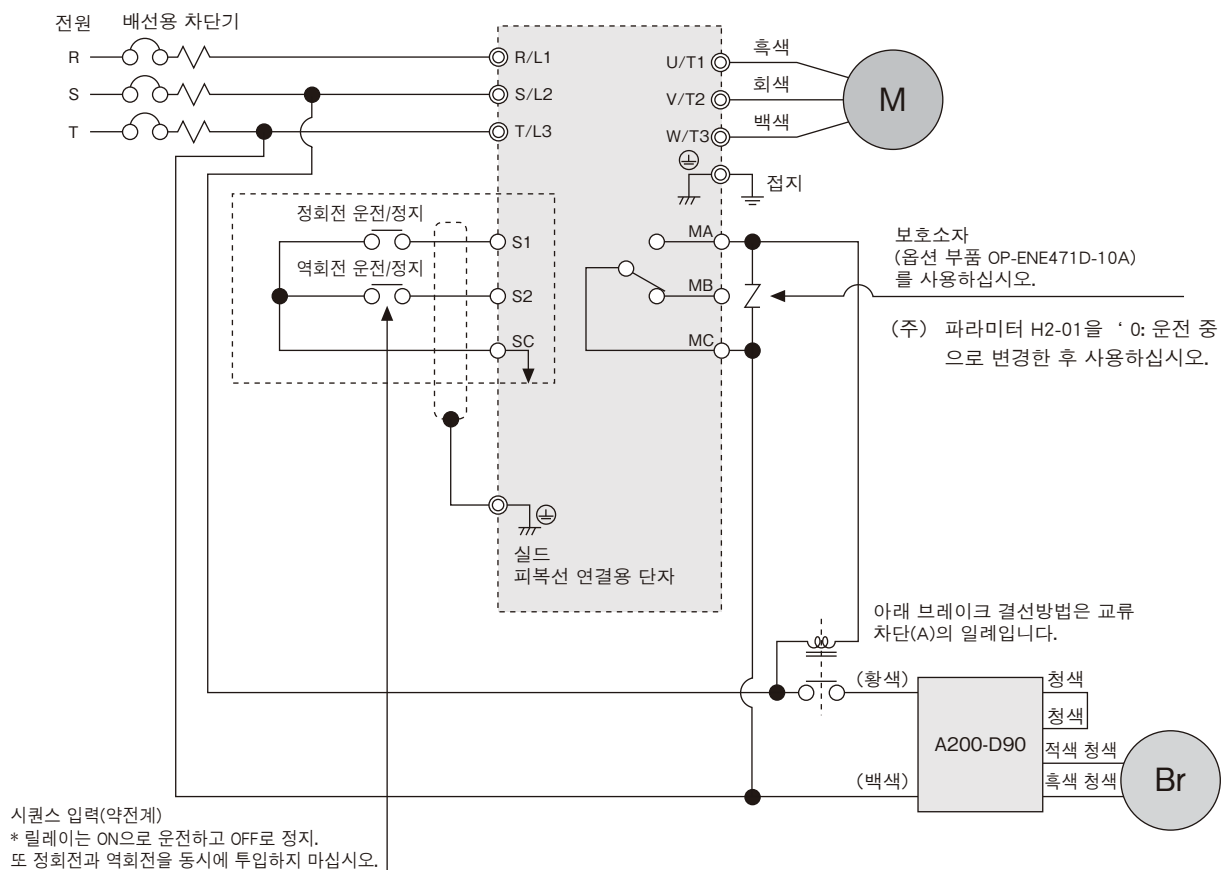 전원
배선용 차단기
R
S
T
R/L1
S/L2
T/L3
U/T1
V/T2
W/T3
흑색
회색
백색
M
접지
정회전 운전/정지
역회전 운전/정지
S1
S2
SC
MA
MB
MC
보호소자
(옵션 부품 OP-ENE471D-10A)
를 사용하십시오.
(주) 파라미터 H2-01을 ‘ 0: 운전 중
으로 변경한 후 사용하십시오.
실드
피복선 연결용 단자
아래 브레이크 결선방법은 교류
차단(A)의 일례입니다.
(황색)
(백색)
A200-D90
청색
청색
적색 청색
흑색 청색
Br
시퀀스 입력(약전계)
* 릴레이는 ON으로 운전하고 OFF로 정지.
또 정회전과 역회전을 동시에 투입하지 마십시오.